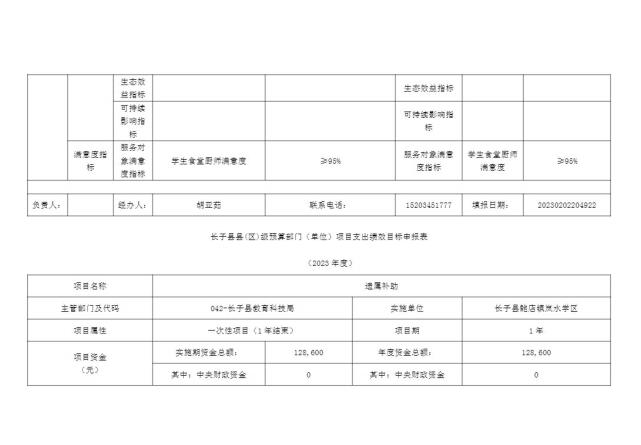 生态效益指标 生态效益指标
可持续影响指标 可持续影响指标
满意度指标 服务对象满意度指标 学生食堂厨师满意度 ≥95% 服务对象满意度指标 学生食堂厨师满意度 ≥95%
负责人： 经办人： 胡亚茹 联系电话： 15203451777 填报日期： 20230202204922
长子县县(区)级预算部门（单位）项目支出绩效目标申报表
（2023 年度）
项目名称 遗属补助
主管部门及代码 042-长子县教育科技局 实施单位 长子县鲍店镇岚水学区
项目属性 一次性项目（1 年结束） 项目期 1 年
项目资金（元） 实施期资金总额： 128,600 年度资金总额： 128,600
其中：中央财政资金 0 其中：中央财政资金 0